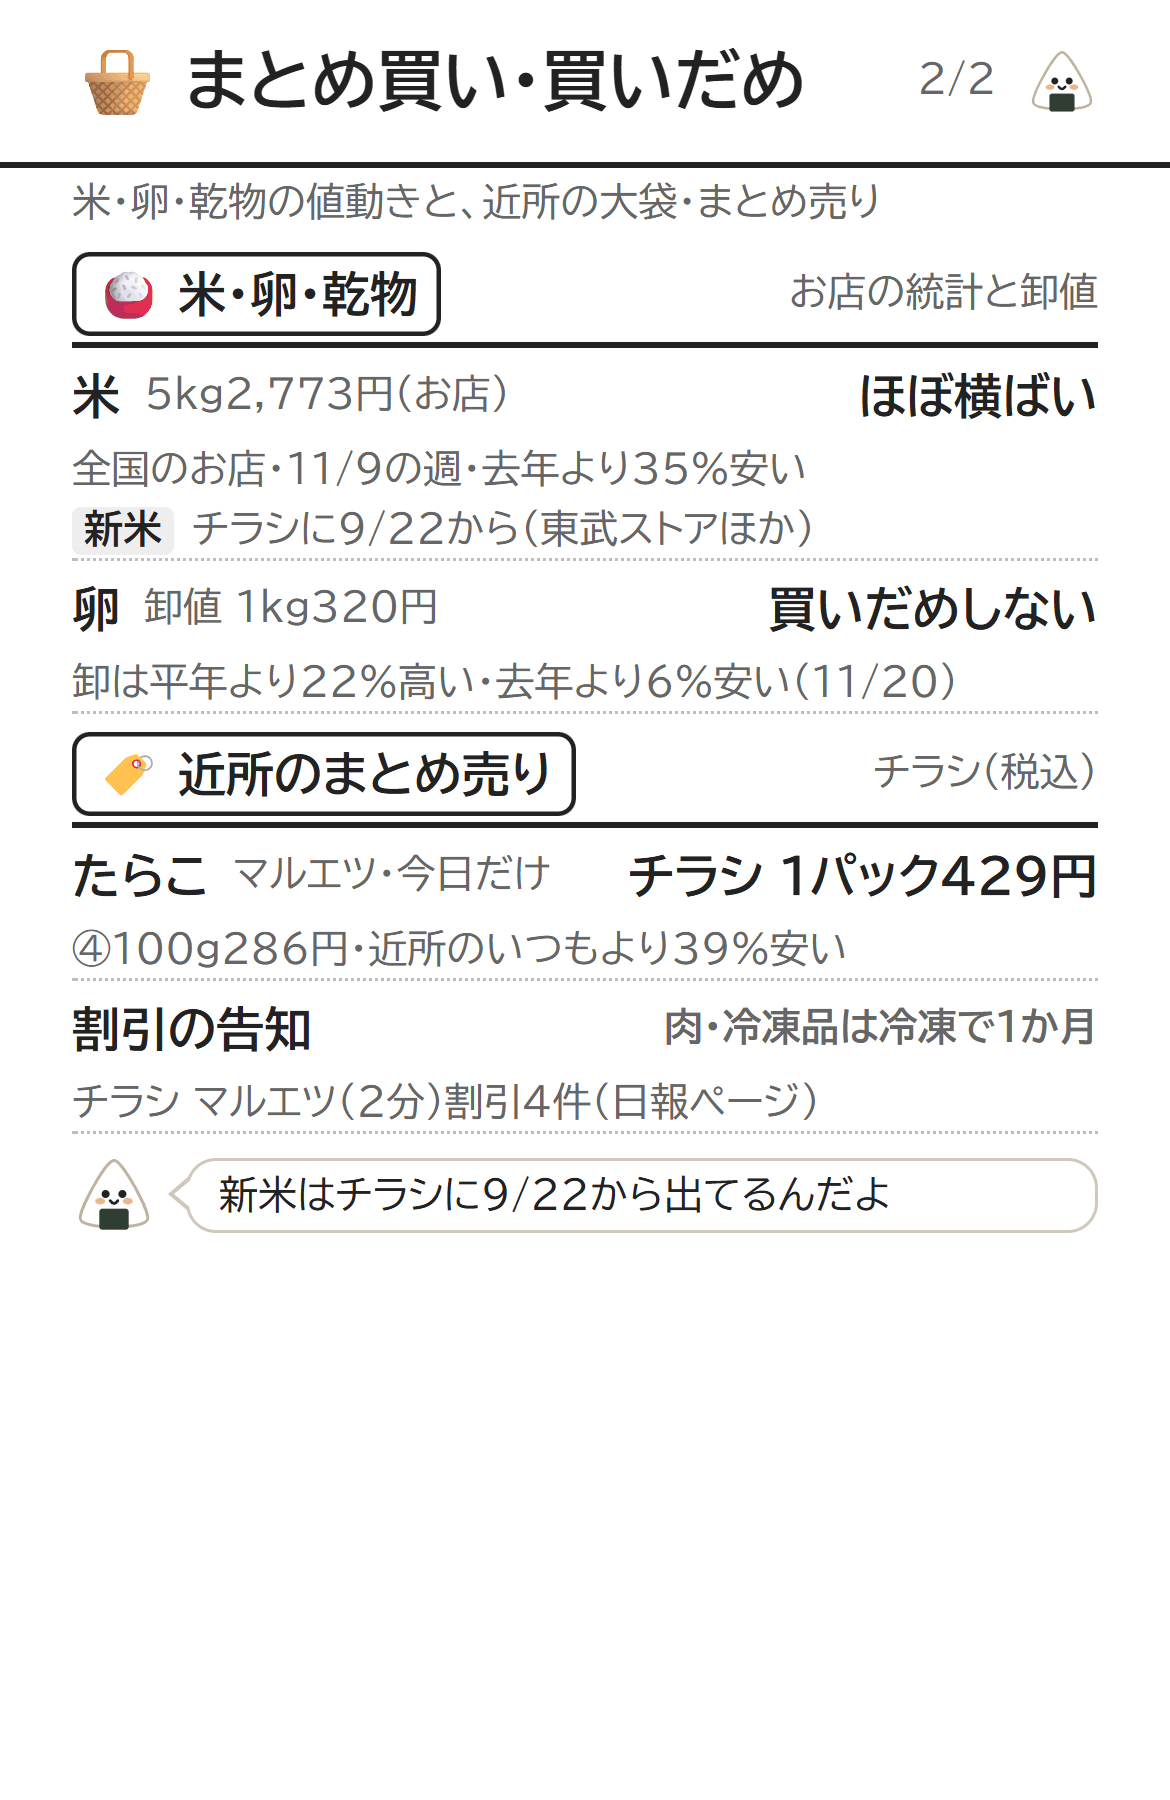 まとめ買い・買いだめ 2/2
米・卵・乾物の値動きと、近所の大袋・まとめ売り
米・卵・乾物 お店の統計と卸値
米 5kg2,773円(お店) ほぼ横ばい
全国のお店・11/9の週・去年より35%安い
新米 チラシに9/22から(東武ストアほか)
卵 卸値 1kg320円 買いだめしない
卸は平年より22%高い・去年より6%安い(11/20)
近所のまとめ売り チラシ(税込)
たらこ マルエツ・今日だけ チラシ 1パック429円
④100g286円・近所のいつもより39%安い
割引の告知 肉・冷凍品は冷凍で1か月
チラシ マルエツ(2分)割引4件(日報ページ)
新米はチラシに9/22から出てるんだよ